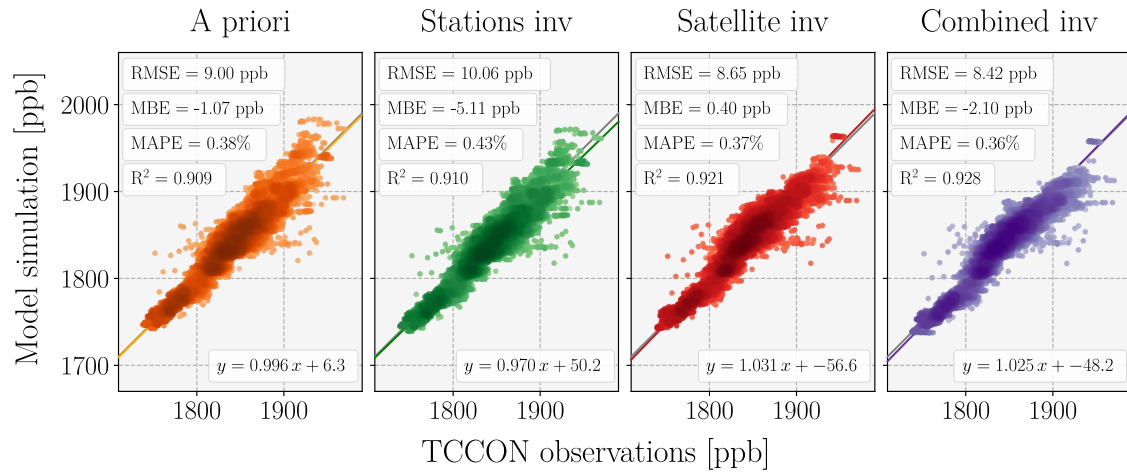 A priori
Stations inv
Satellite inv
Combined inv
RMSE = 9.00 ppb
MBE = -1.07 ppb
MAPE = 0.38%
R² = 0.909
y = 0.996 x + 6.3
RMSE = 10.06 ppb
MBE = -5.11 ppb
MAPE = 0.43%
R² = 0.910
y = 0.970 x + 50.2
RMSE = 8.65 ppb
MBE = 0.40 ppb
MAPE = 0.37%
R² = 0.921
y = 1.031 x + −56.6
RMSE = 8.42 ppb
MBE = -2.10 ppb
MAPE = 0.36%
R² = 0.928
y = 1.025 x + −48.2
Model simulation [ppb]
2000
1900
1800
1700
1800 1900 1800 1900 1800 1900 1800 1900
TCCON observations [ppb]